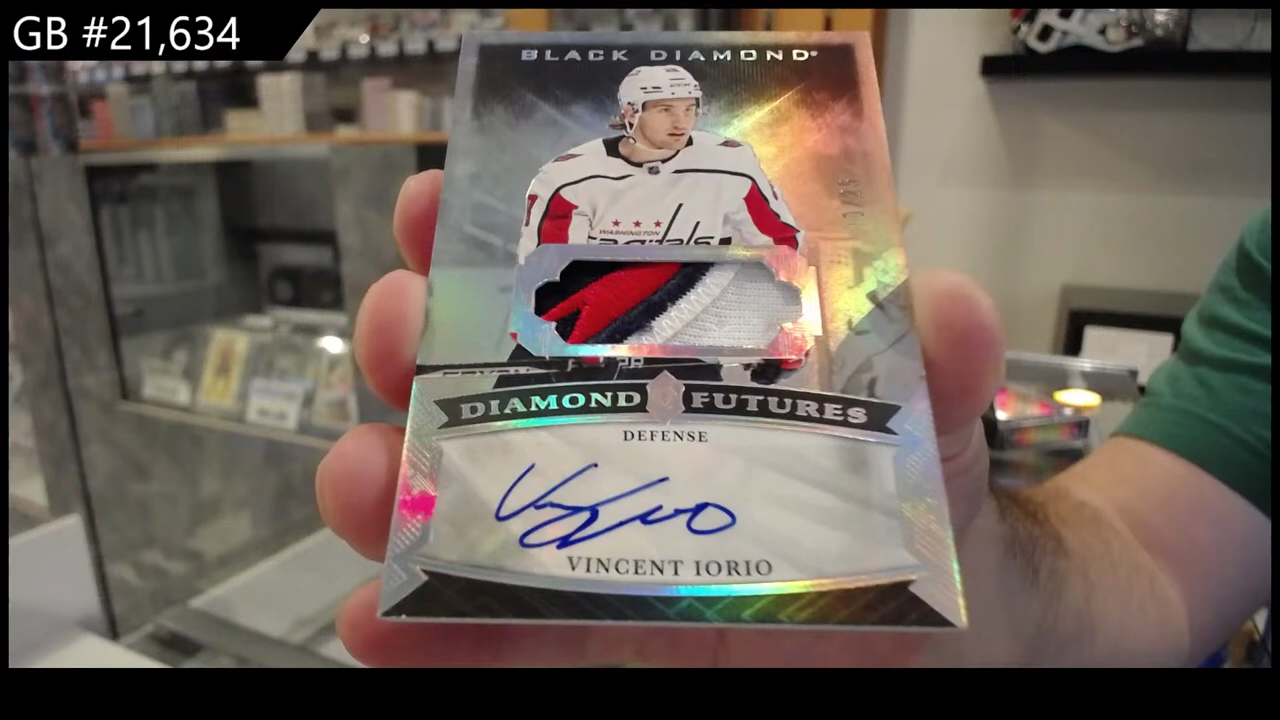 GB #21,634
BLACK DIAMOND
WASHINGTON
capitals
DIAMOND FUTURES
DEFENSE
VINCENT IORIO